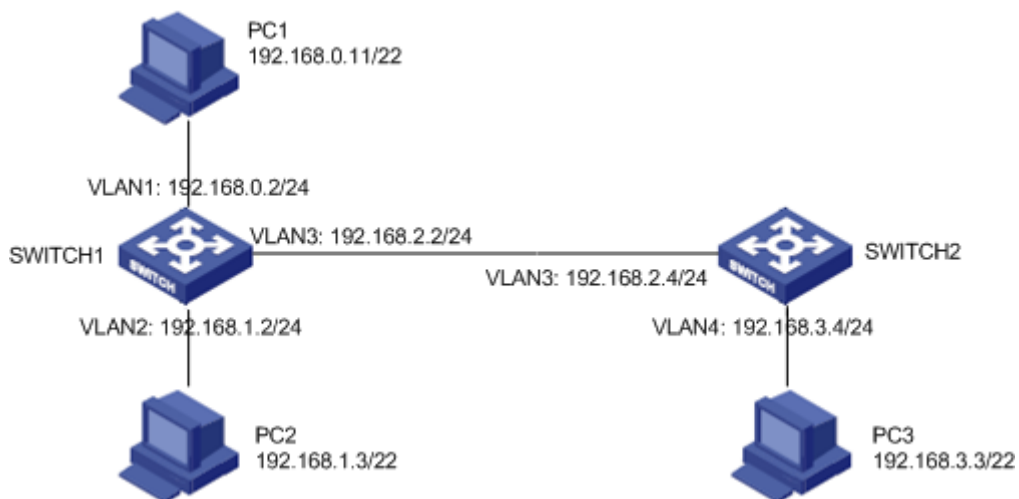 PC1
192.168.0.11/22
VLAN1: 192.168.0.2/24
SWITCH1
SWITCH
VLAN3: 192.168.2.2/24
VLAN3: 192.168.2.4/24
SWITCH
SWITCH2
VLAN2: 192.168.1.2/24
VLAN4: 192.168.3.4/24
PC2
192.168.1.3/22
PC3
192.168.3.3/22